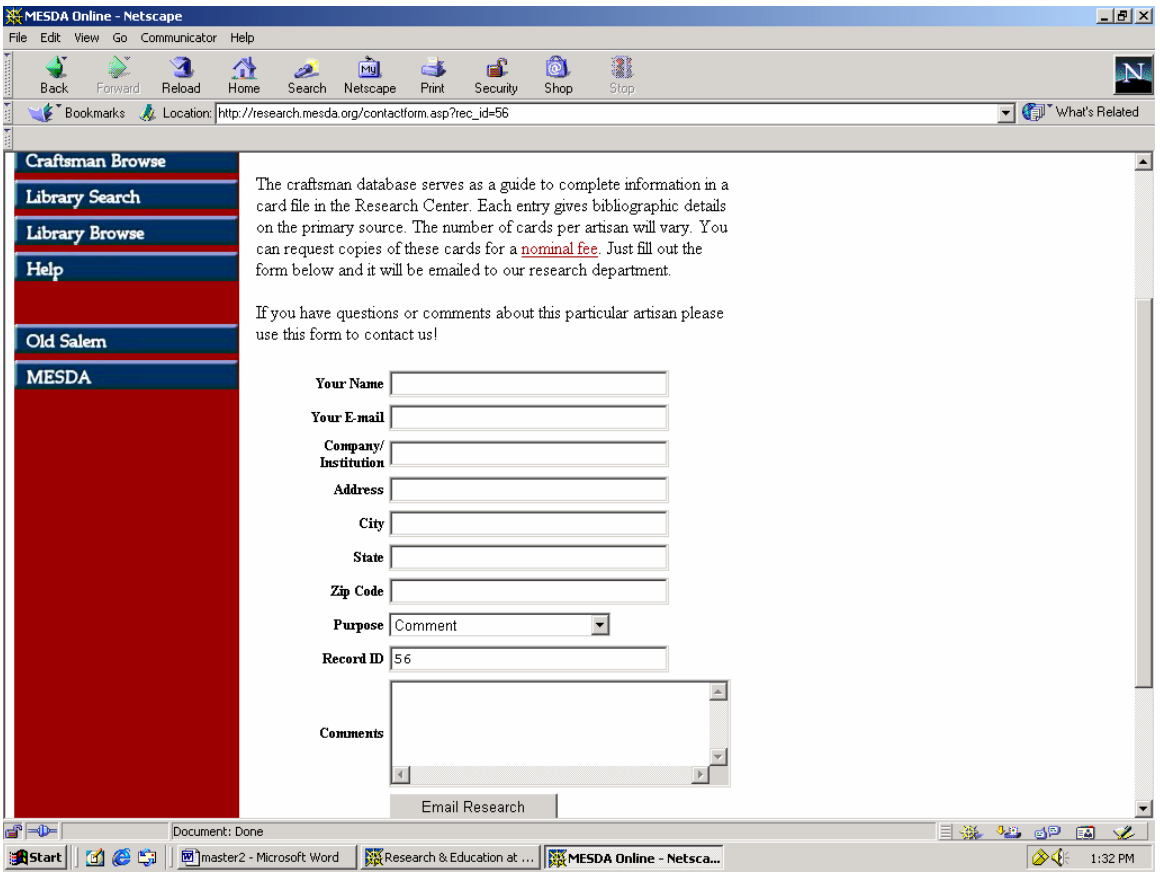 MESDA Online - Netscape
File Edit View Go Communicator Help
My
Back Forward Reload Home Search Netscape Print Security Shop Stop
N
Bookmarks Location: http://research.mesda.org/contactform.asp?rec_id=56 What's Related
Craftsman Browse
Library Search
Library Browse
Help
Old Salem
MESDA
The craftsman database serves as a guide to complete information in a
card file in the Research Center. Each entry gives bibliographic details
on the primary source. The number of cards per artisan will vary. You
can request copies of these cards for a nominal fee. Just fill out the
form below and it will be emailed to our research department.
If you have questions or comments about this particular artisan please
use this form to contact us!
Your Name
Your E-mail
Company/
Institution
Address
City
State
Zip Code
Purpose Comment
Record ID 56
Comments
Email Research
Document: Done
Start master2 - Microsoft Word Research & Education at ... MESDA Online - Netsca... 1:32 PM